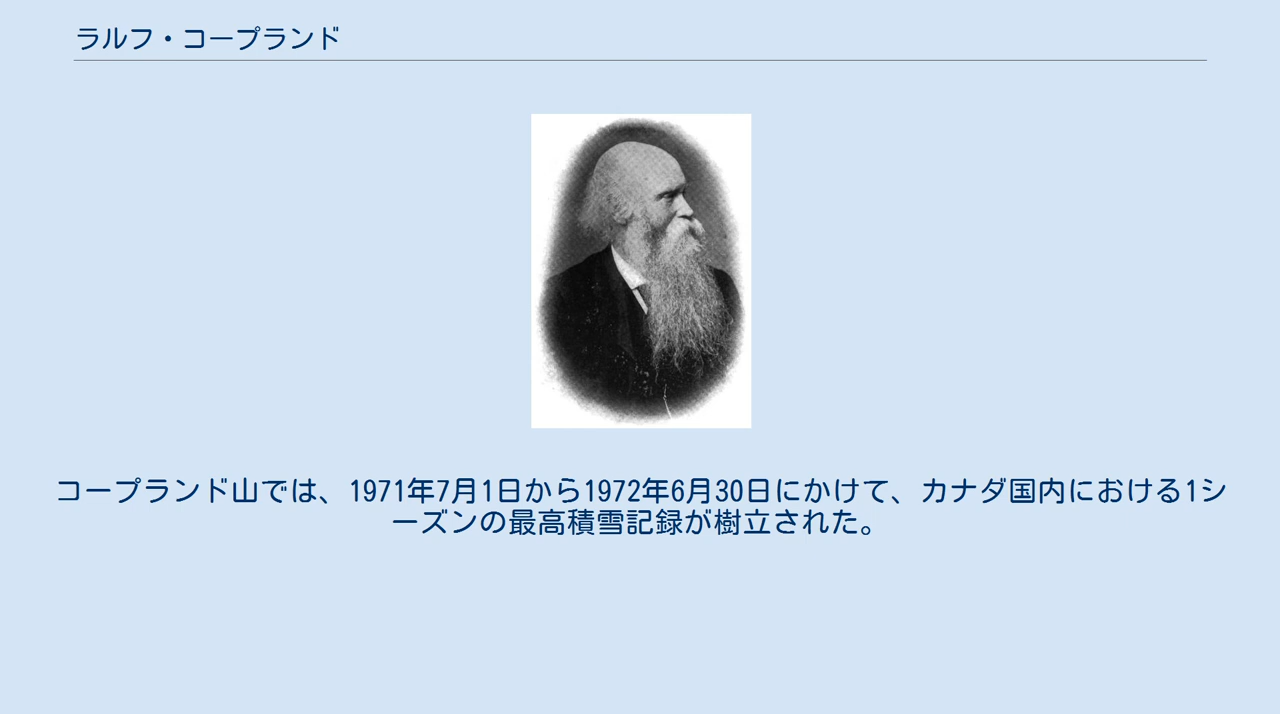 ラルフ・コープランド
コープランド山では、1971年7月1日から1972年6月30日にかけて、カナダ国内における1シ
ーズンの最高積雪記録が樹立された。